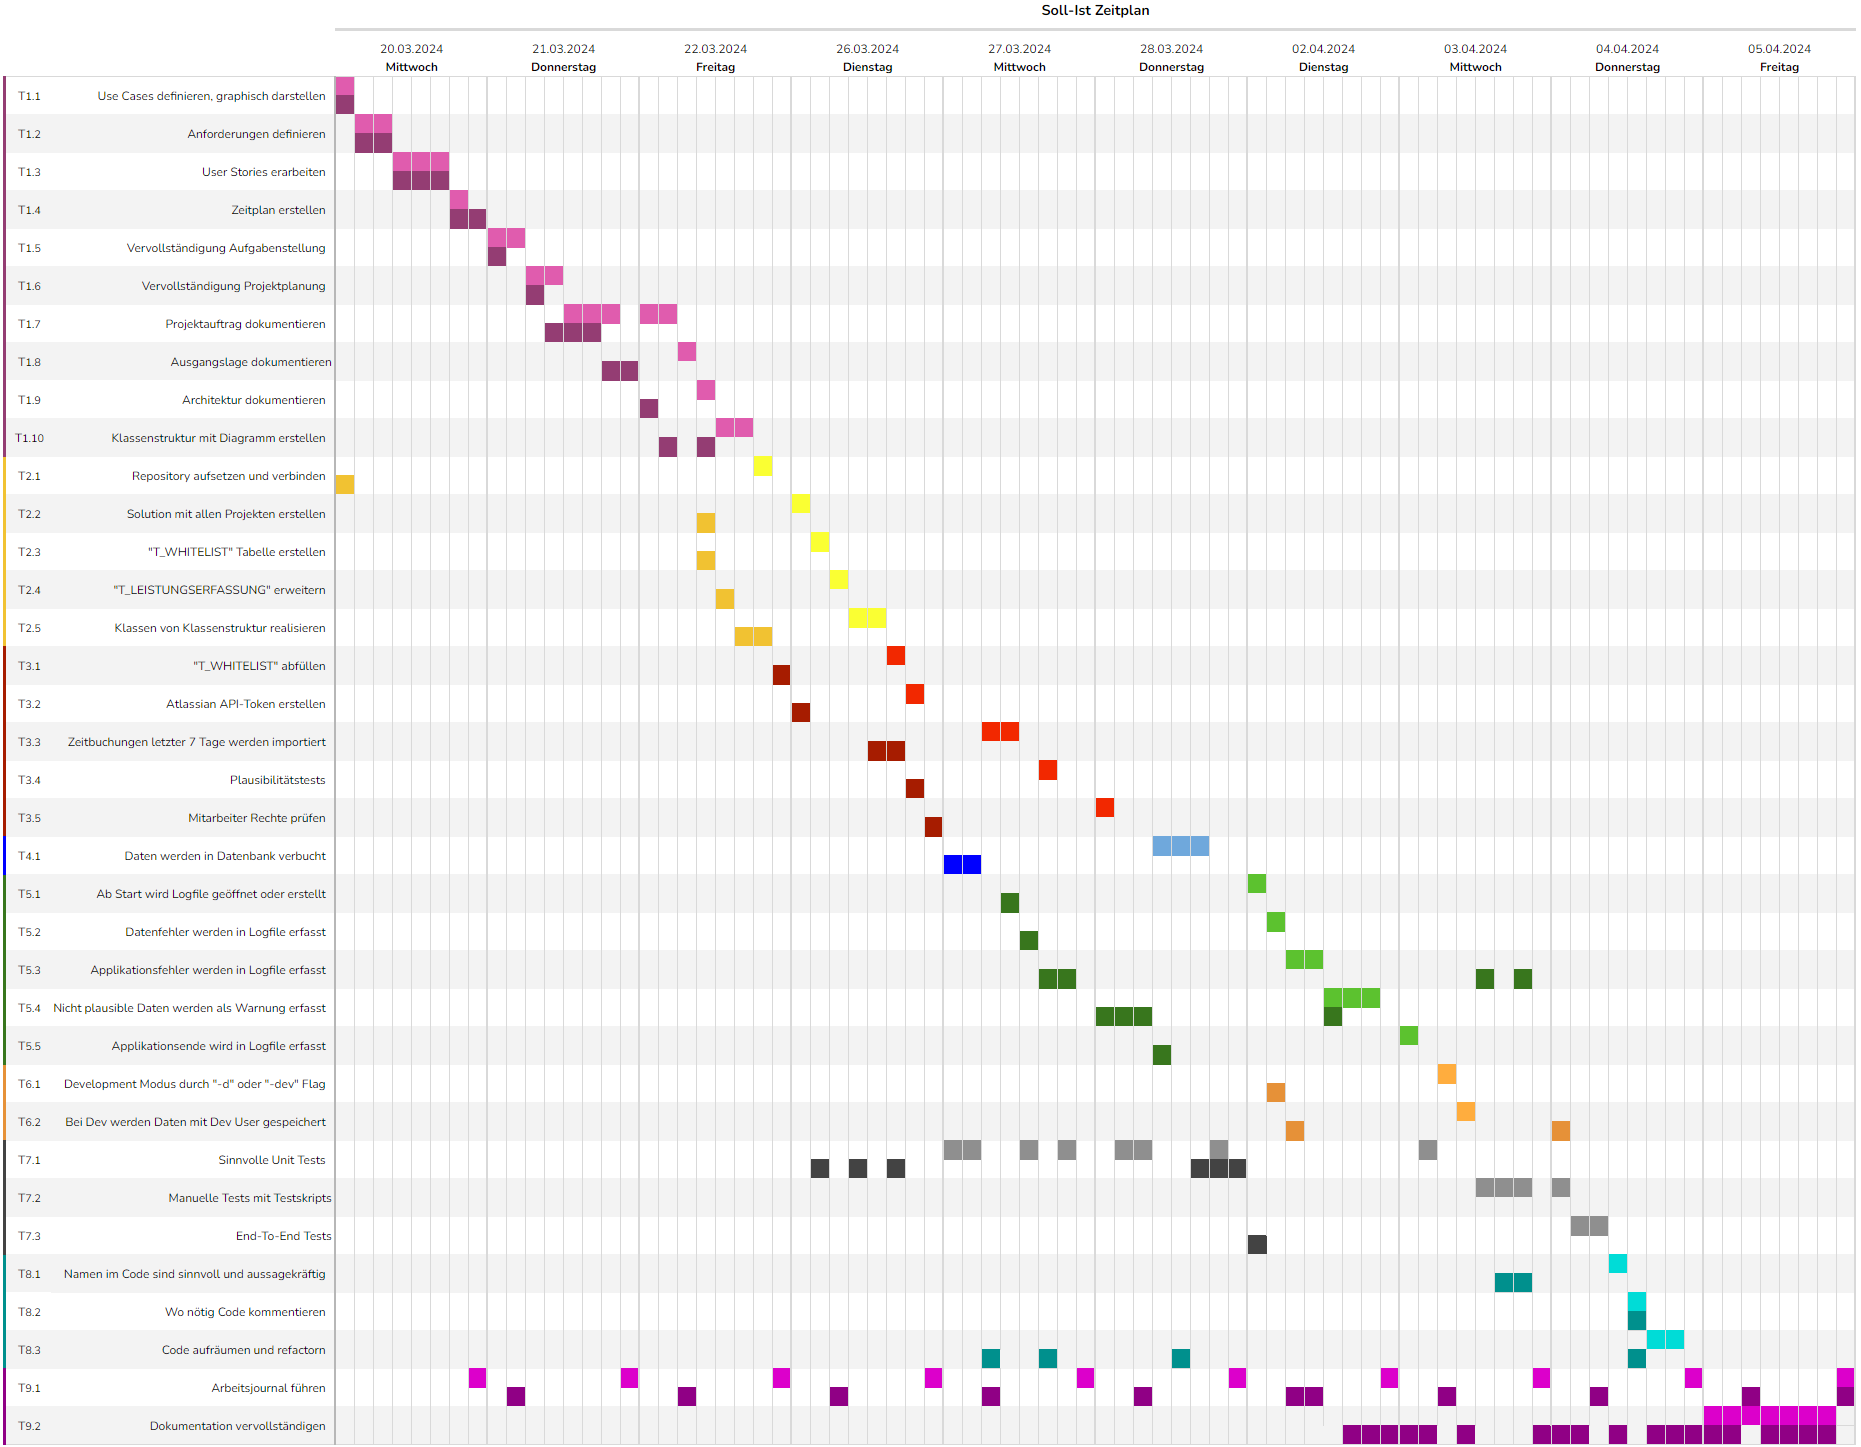 Soll-Ist Zeitplan
20.03.2024 21.03.2024 22.03.2024 26.03.2024 27.03.2024 28.03.2024 02.04.2024 03.04.2024 04.04.2024 05.04.2024
Mittwoch Donnerstag Freitag Dienstag Mittwoch Donnerstag Dienstag Mittwoch Donnerstag Freitag
T1.1 Use Cases definieren, graphisch darstellen
T1.2 Anforderungen definieren
T1.3 User Stories erarbeiten
T1.4 Zeitplan erstellen
T1.5 Vervollständigung Aufgabenstellung
T1.6 Vervollständigung Projektplanung
T1.7 Projektauftrag dokumentieren
T1.8 Ausgangslage dokumentieren
T1.9 Architektur dokumentieren
T1.10 Klassenstruktur mit Diagramm erstellen
T2.1 Repository aufsetzen und verbinden
T2.2 Solution mit allen Projekten erstellen
T2.3 "T_WHITELIST" Tabelle erstellen
T2.4 "T_LEISTUNGSERFASSUNG" erweitern
T2.5 Klassen von Klassenstruktur realisieren
T3.1 "T_WHITELIST" abfüllen
T3.2 Atlassian API-Token erstellen
T3.3 Zeitbuchungen letzter 7 Tage werden importiert
T3.4 Plausibilitätstests
T3.5 Mitarbeiter Rechte prüfen
T4.1 Daten werden in Datenbank verbucht
T5.1 Ab Start wird Logfile geöffnet oder erstellt
T5.2 Datenfehler werden in Logfile erfasst
T5.3 Applikationsfehler werden in Logfile erfasst
T5.4 Nicht plausible Daten werden als Warnung erfasst
T5.5 Applikationsende wird in Logfile erfasst
T6.1 Development Modus durch "-d" oder "-dev" Flag
T6.2 Bei Dev werden Daten mit Dev User gespeichert
T7.1 Sinnvolle Unit Tests
T7.2 Manuelle Tests mit Testskripts
T7.3 End-To-End Tests
T8.1 Namen im Code sind sinnvoll und aussagekräftig
T8.2 Wo nötig Code kommentieren
T8.3 Code aufräumen und refactorn
T9.1 Arbeitsjournal führen
T9.2 Dokumentation vervollständigen